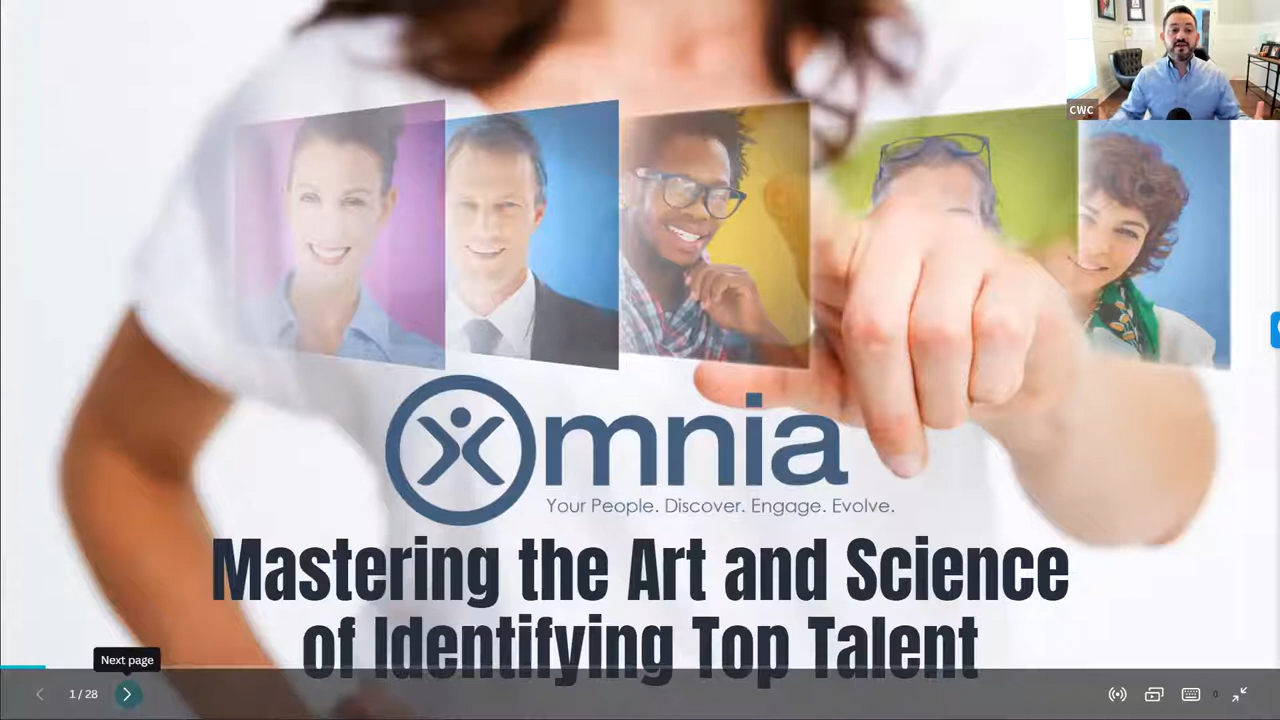 CWC
Omnia
Your People. Discover. Engage. Evolve.
Mastering the Art and Science
of Identifying Top Talent
Next page
1 / 28
0